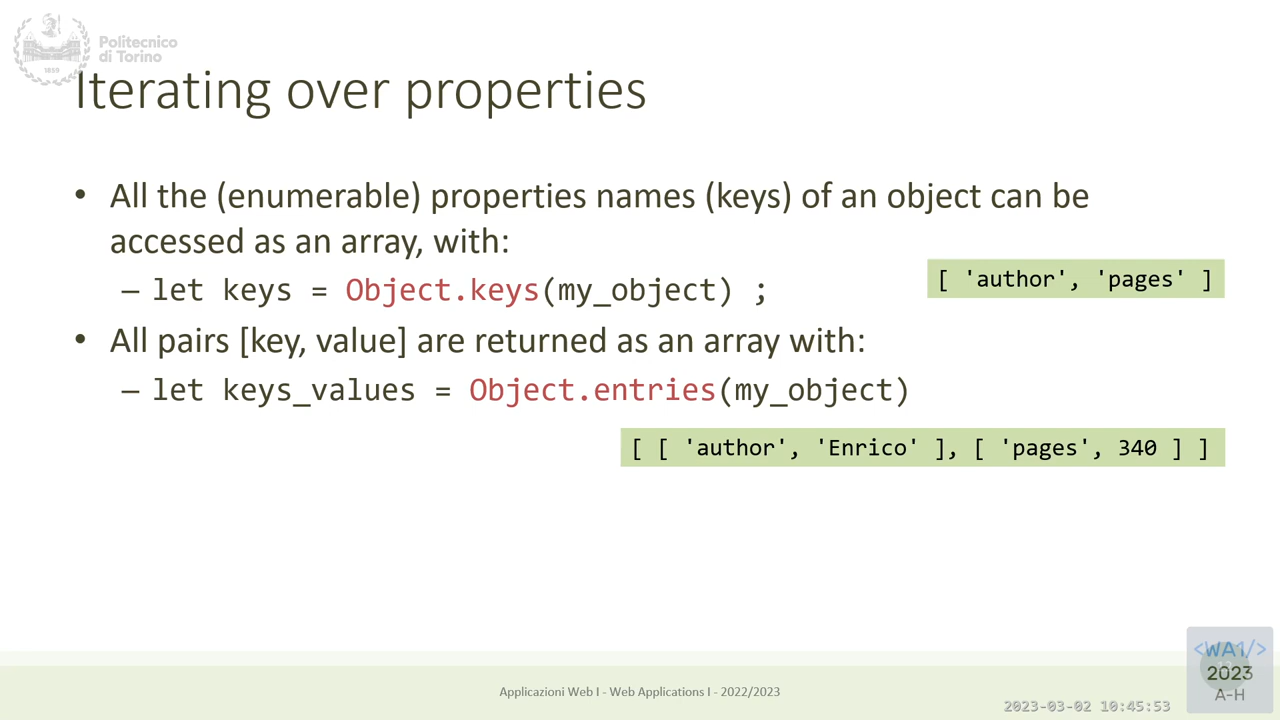 Politecnico
di Torino
1859
Iterating over properties
• All the (enumerable) properties names (keys) of an object can be
accessed as an array, with:
– let keys = Object.keys(my_object) ;
[ 'author', 'pages' ]
• All pairs [key, value] are returned as an array with:
– let keys_values = Object.entries(my_object)
[ [ 'author', 'Enrico' ], [ 'pages', 340 ] ]
Applicazioni Web I - Web Applications I - 2022/2023
<WA1/>
2023
A-H
2023-03-02 10:45:53